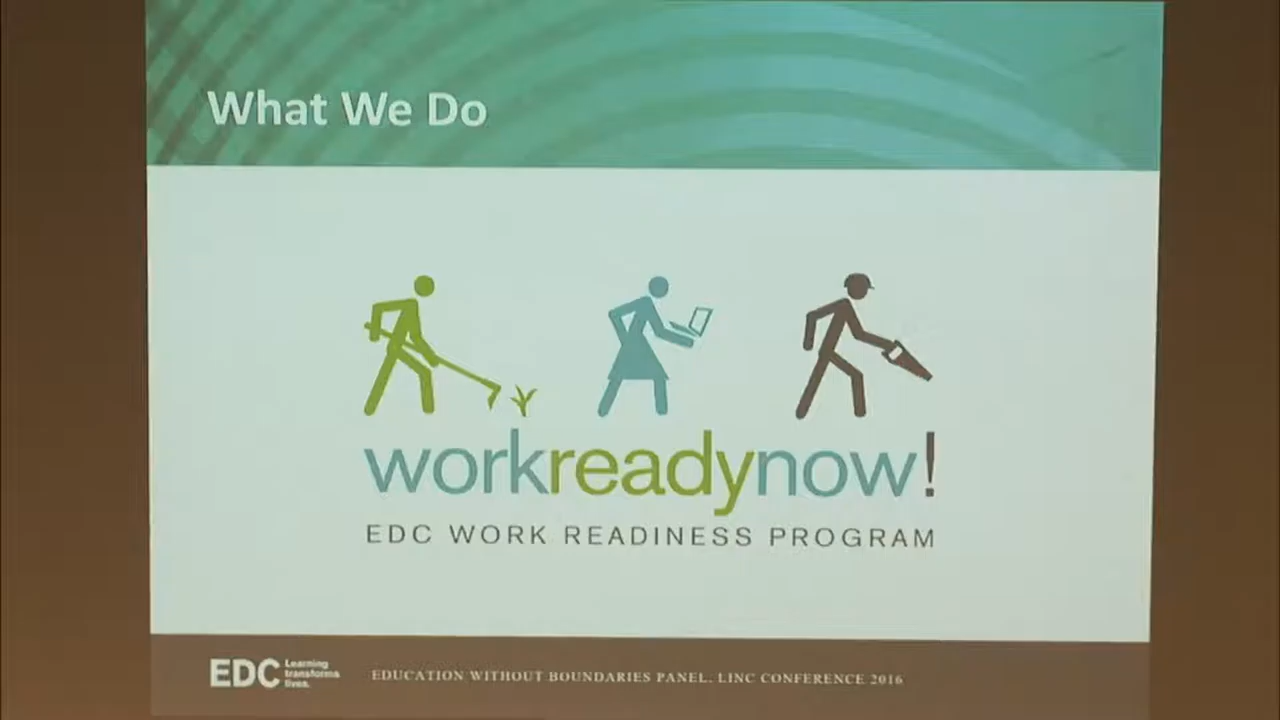 What We Do
workreadynow!
EDC WORK READINESS PROGRAM
EDC Learning
transforms
lives.
EDUCATION WITHOUT BOUNDARIES PANEL, LINC CONFERENCE 2016